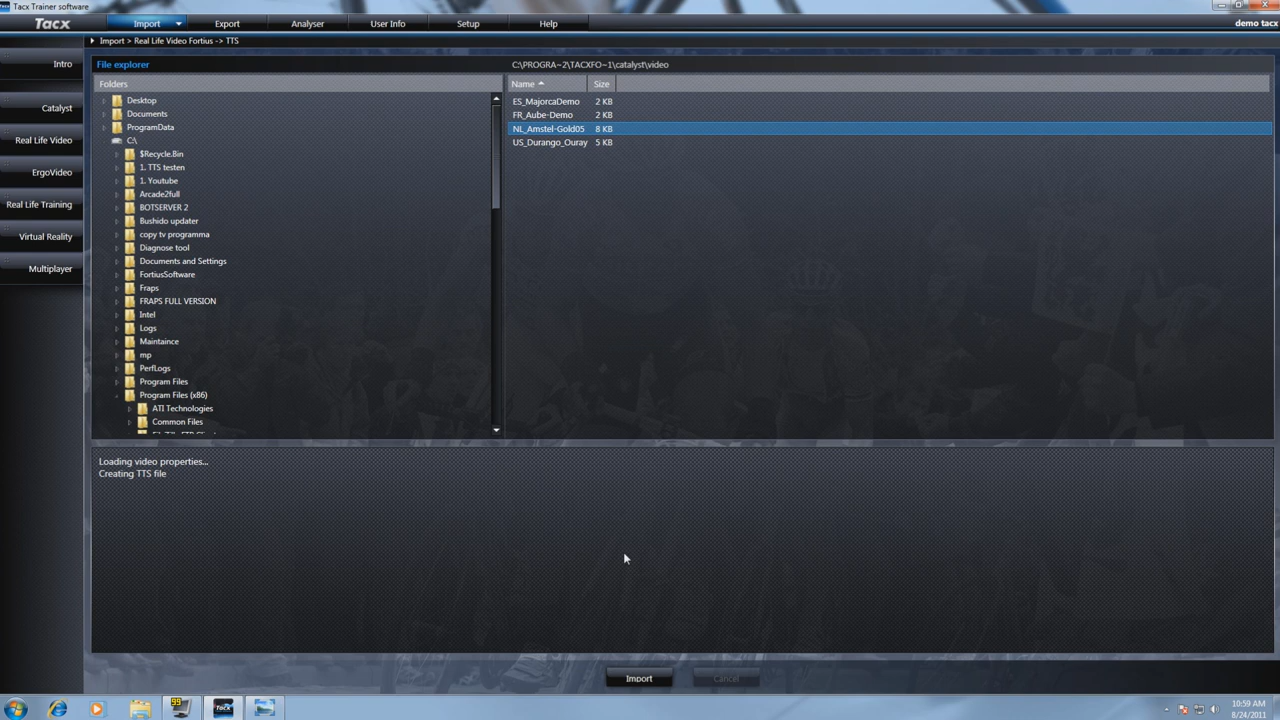 Tacx Trainer software
Tacx
Import
Export
Analyser
User Info
Setup
Help
demo tacx
Import > Real Life Video Fortius -> TTS
Intro
Catalyst
Real Life Video
ErgoVideo
Real Life Training
Virtual Reality
Multiplayer
File explorer
C:\PROGRA~2\TACXFO~1\catalyst\video
Folders
Desktop
Documents
ProgramData
C:\
$Recycle.Bin
1. TTS testen
1. Youtube
Arcade2full
BOTSERVER 2
Bushido updater
copy tv programma
Diagnose tool
Documents and Settings
FortiusSoftware
Fraps
FRAPS FULL VERSION
Intel
Logs
Maintaince
mp
PerfLogs
Program Files
Program Files (x86)
ATI Technologies
Common Files
Name Size
ES_MajorcaDemo 2 KB
FR_Aube-Demo 2 KB
NL_Amstel-Gold05 8 KB
US_Durango_Ouray 5 KB
Loading video properties...
Creating TTS file
Import
Cancel
99
Tacx
10:59 AM
8/24/2011